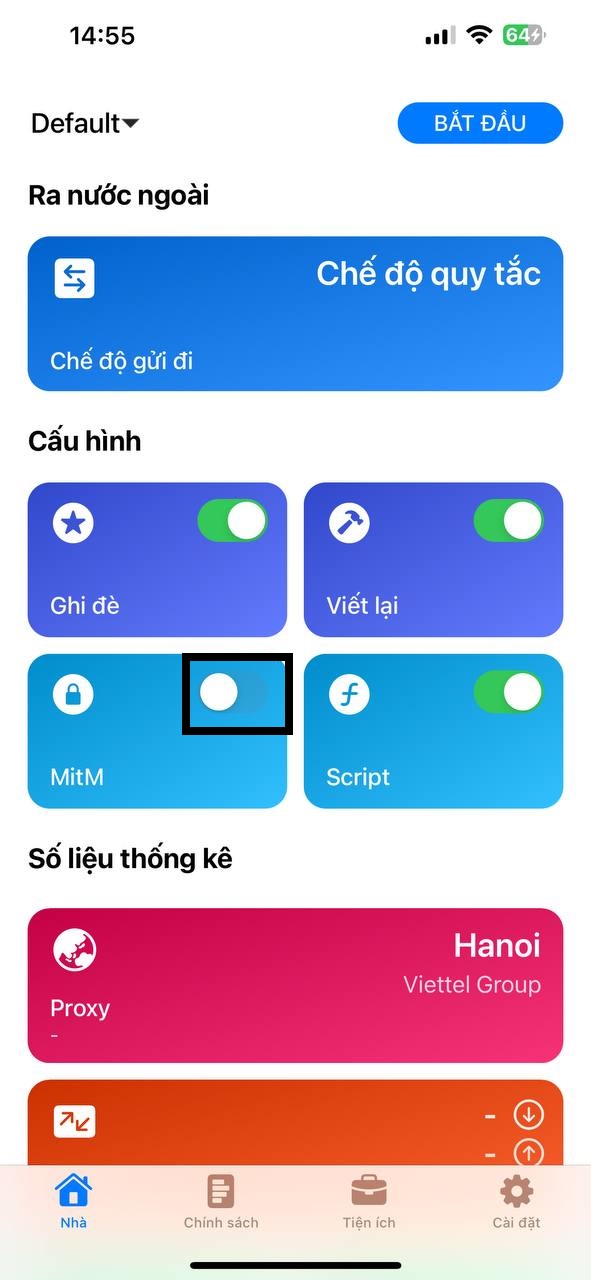 14:55
64
Default
BẮT ĐẦU
Ra nước ngoài
Chế độ quy tắc
Chế độ gửi đi
Cấu hình
Ghi đè
Viết lại
MitM
Script
Số liệu thống kê
Hanoi
Viettel Group
Proxy
-
-
-
Nhà
Chính sách
Tiện ích
Cài đặt